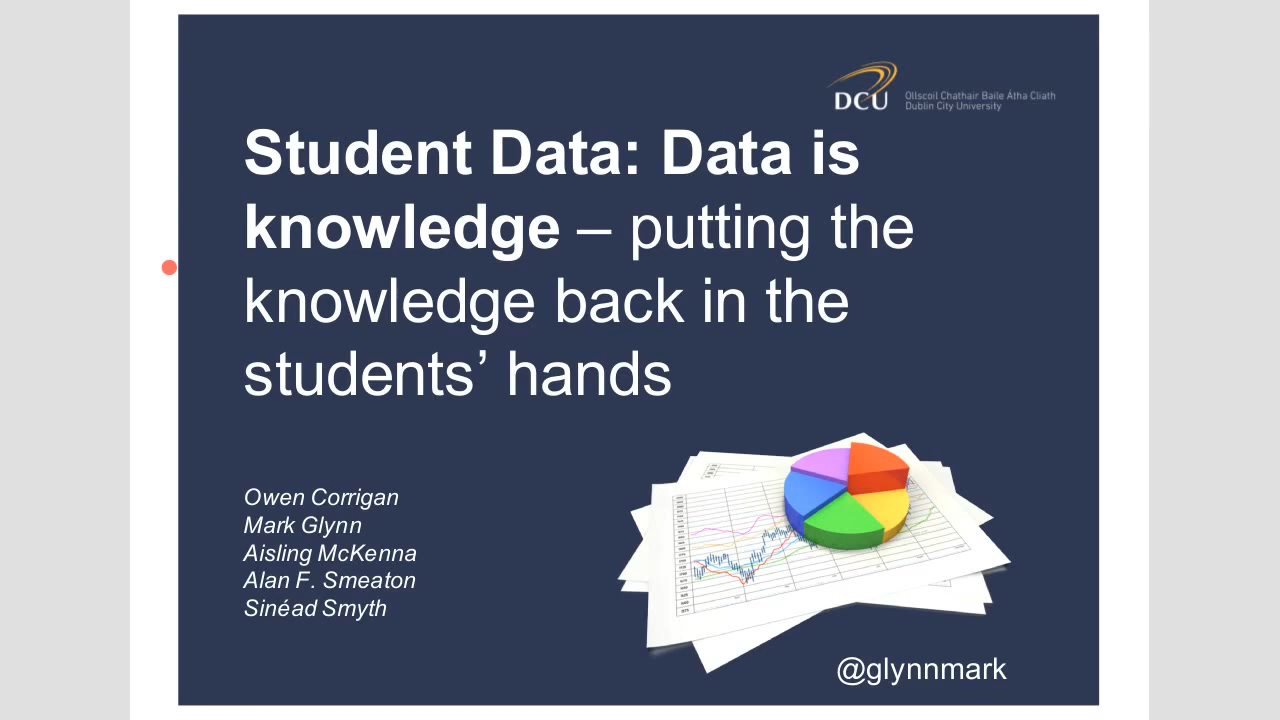 DCU
Ollscoil Chathair Baile Átha Cliath
Dublin City University
Student Data: Data is
knowledge – putting the
knowledge back in the
students’ hands
Owen Corrigan
Mark Glynn
Aisling McKenna
Alan F. Smeaton
Sinéad Smyth
@glynnmark